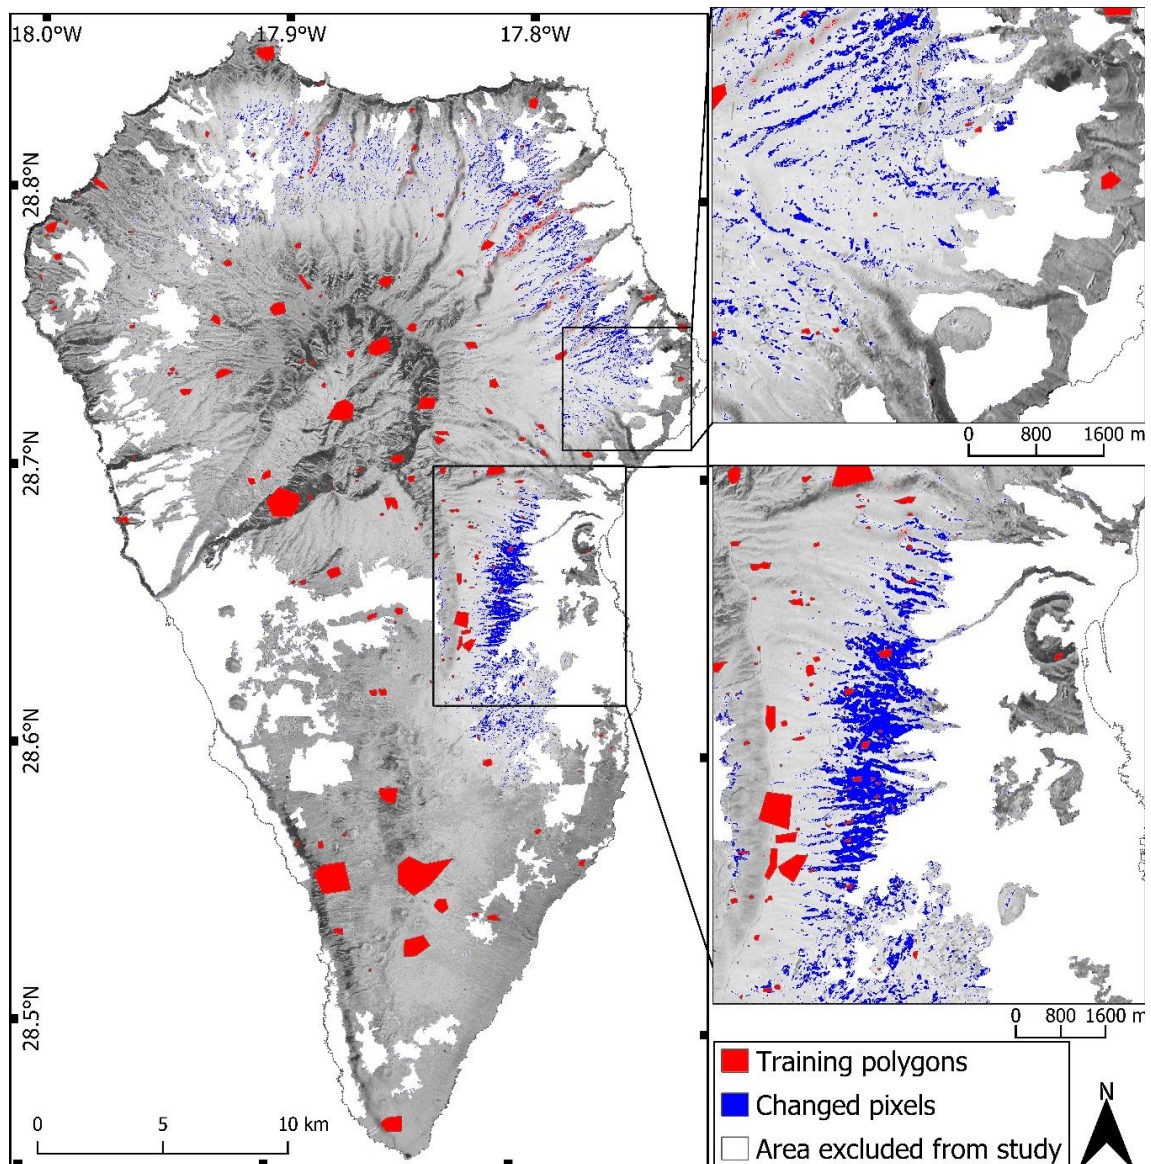 18.0°W 17.9°W 17.8°W
28.8°N
28.7°N
28.6°N
28.5°N
0 5 10 km
0 800 1600 m
0 800 1600 m
Training polygons
Changed pixels
Area excluded from study
N